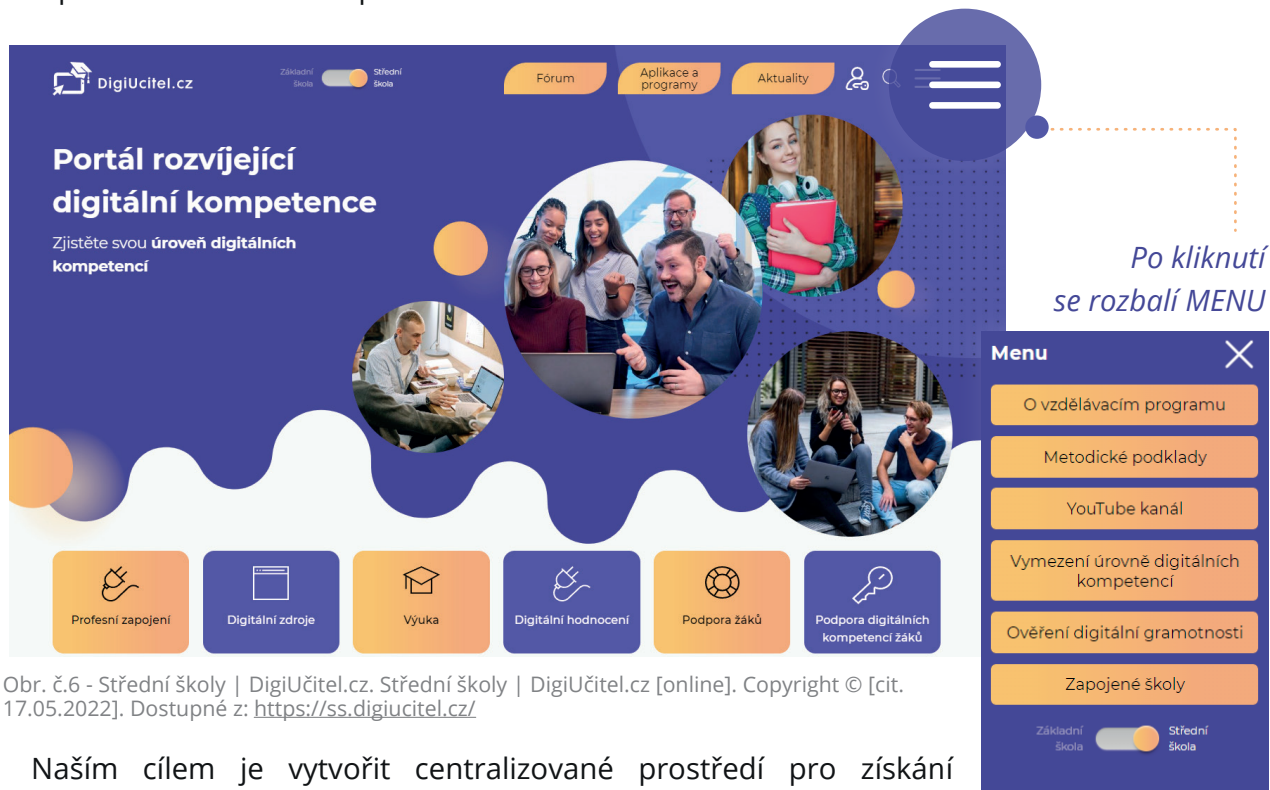 DigiUcitel.cz
Základní
škola
Střední
škola
Fórum
Aplikace a
programy
Aktuality
Portál rozvíjející
digitální kompetence
Zjistěte svou úroveň digitálních
kompetencí
Po kliknutí
se rozbalí MENU
Menu
O vzdělávacím programu
Metodické podklady
YouTube kanál
Vymezení úrovně digitálních
kompetencí
Ověření digitální gramotnosti
Zapojené školy
Základní
škola
Střední
škola
Profesní zapojení
Digitální zdroje
Výuka
Digitální hodnocení
Podpora žáků
Podpora digitálních
kompetencí žáků
Obr. č.6 - Střední školy | DigiUčitel.cz. Střední školy | DigiUčitel.cz [online]. Copyright © [cit.
17.05.2022]. Dostupné z: https://ss.digiucitel.cz/
Naším cílem je vytvořit centralizované prostředí pro získání